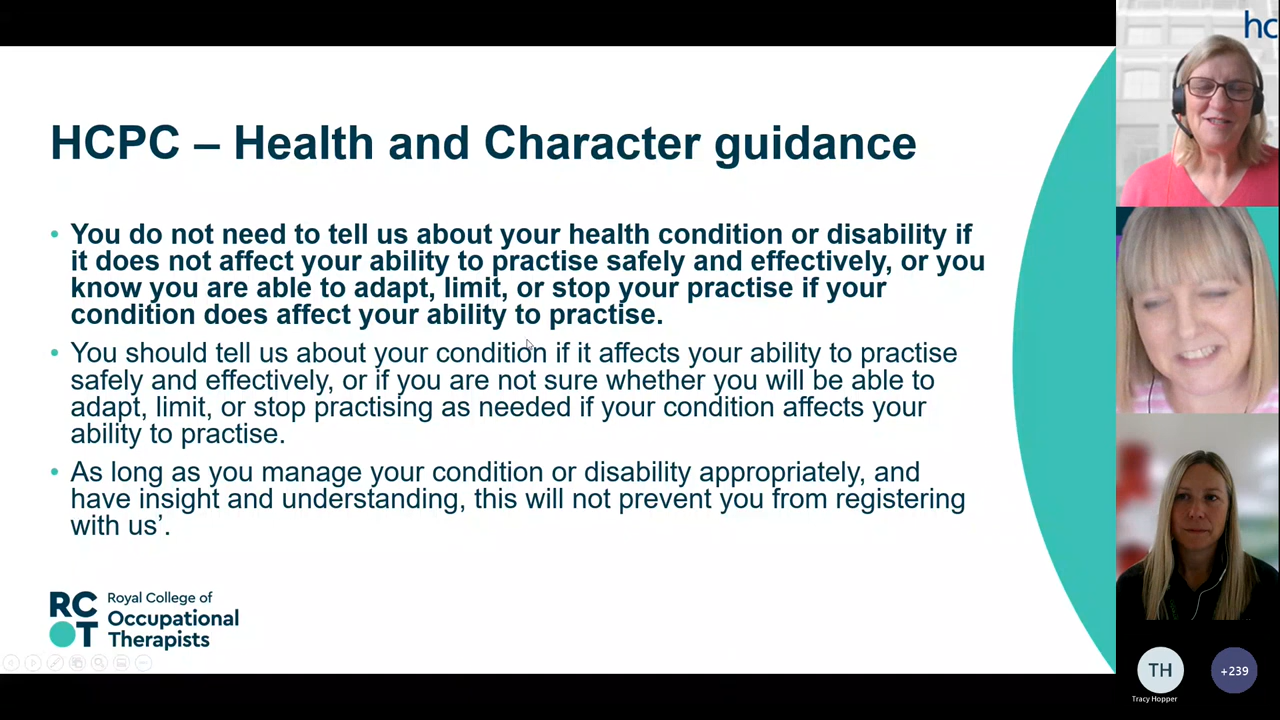 HCPC – Health and Character guidance
• You do not need to tell us about your health condition or disability if
it does not affect your ability to practise safely and effectively, or you
know you are able to adapt, limit, or stop your practise if your
condition does affect your ability to practise.
• You should tell us about your condition if it affects your ability to practise
safely and effectively, or if you are not sure whether you will be able to
adapt, limit, or stop practising as needed if your condition affects your
ability to practise.
• As long as you manage your condition or disability appropriately, and
have insight and understanding, this will not prevent you from registering
with us’.
RCOT
Royal College of
Occupational
Therapists
hc
TH
+239
Tracy Hopper